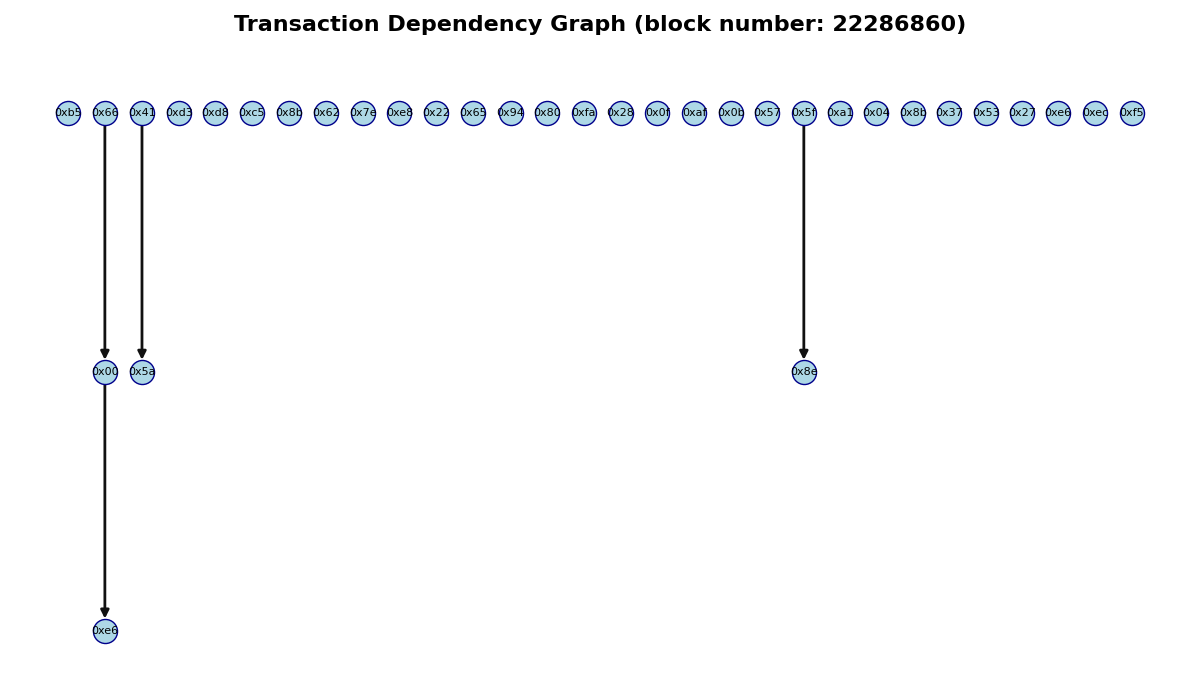 Transaction Dependency Graph (block number: 22286860)
0xb5 0x66 0x41 0xd3 0xd8 0xc5 0x8b 0x62 0x7e 0xe8 0x22 0x65 0x94 0x80 0xfa 0x28 0x0f 0xaf 0x0b 0x57 0x5f 0xa1 0x04 0x8b 0x37 0x53 0x27 0xe6 0xec 0xf5
0x00 0x5a 0x8e
0xe6